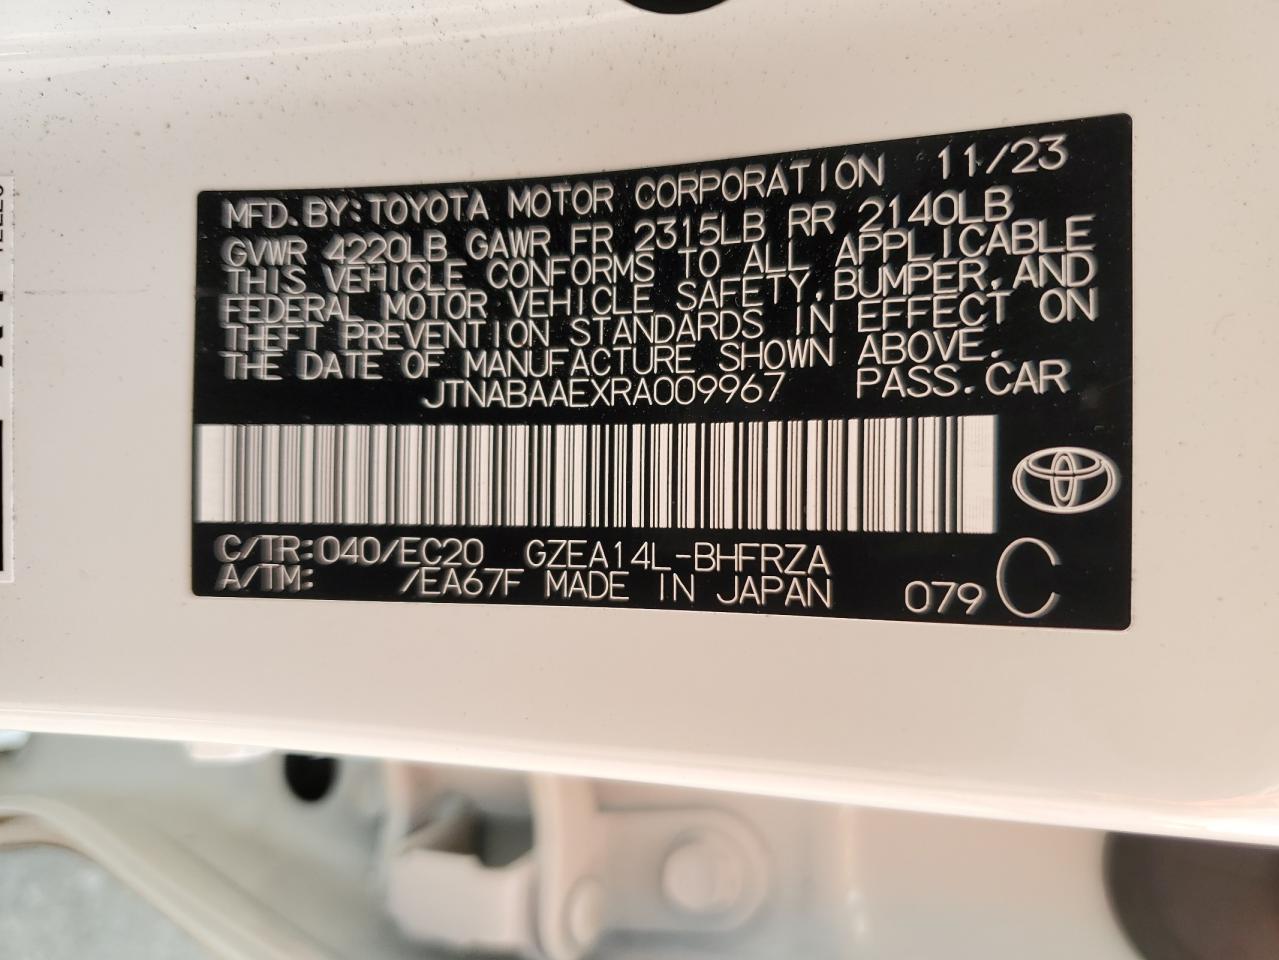 MFD.BY:TOYOTA MOTOR CORPORATION 11/23
GVWR 4220LB GAWR FR 2315LB RR 2140LB
THIS VEHICLE CONFORMS TO ALL APPLICABLE
FEDERAL MOTOR VEHICLE SAFETY,BUMPER,AND
THEFT PREVENTION STANDARDS IN EFFECT ON
THE DATE OF MANUFACTURE SHOWN ABOVE.
JTNABAAEXRA009967 PASS.CAR
C/TR:040/EC20 GZEA14L-BHFRZA
A/TM: /EA67F MADE IN JAPAN 079 C